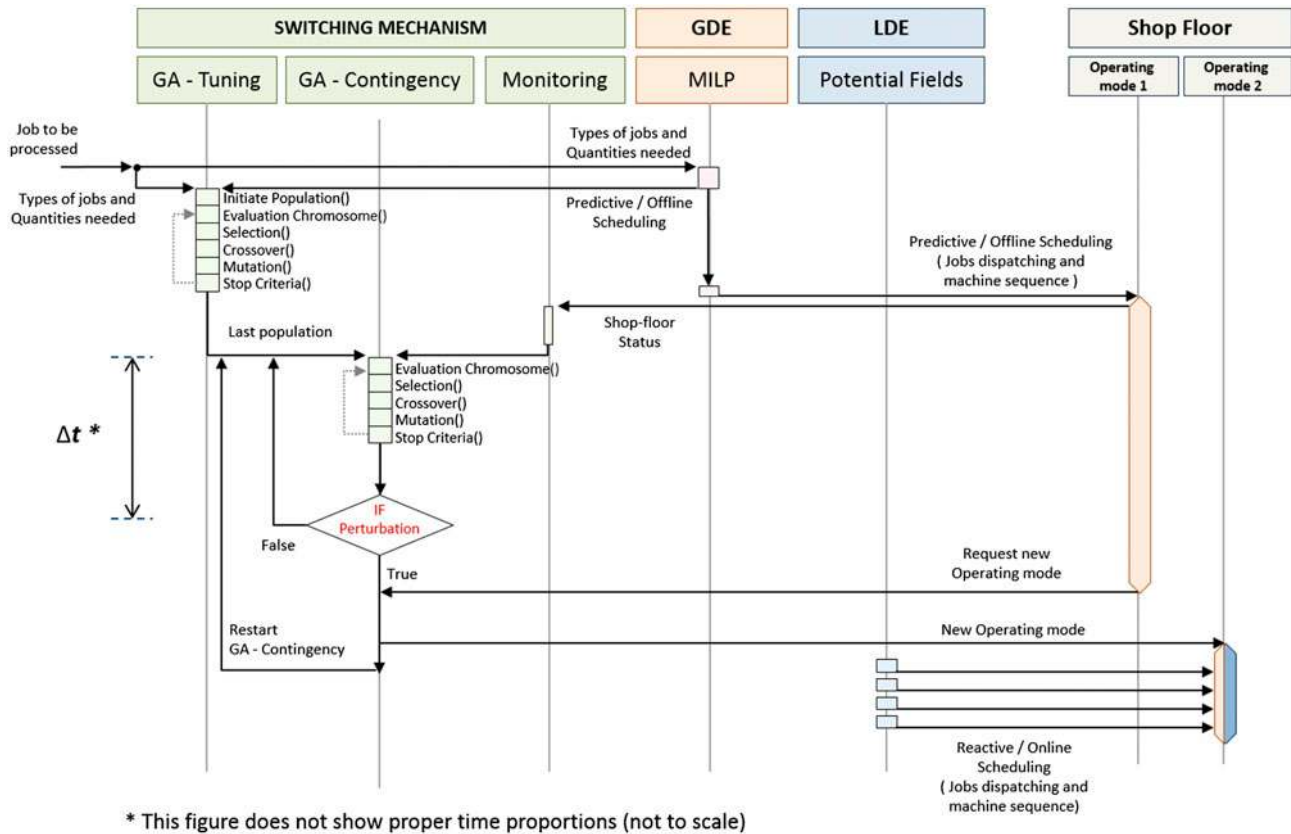 SWITCHING MECHANISM
GDE
LDE
Shop Floor
GA - Tuning
GA - Contingency
Monitoring
MILP
Potential Fields
Operating
mode 1
Operating
mode 2
Job to be
processed
Types of jobs and
Quantities needed
Types of jobs and
Quantities needed
Initiate Population()
Evaluation Chromosome()
Selection()
Crossover()
Mutation()
Stop Criteria()
Predictive / Offline
Scheduling
Predictive / Offline Scheduling
( Jobs dispatching and
machine sequence )
Shop-floor
Status
Last population
Evaluation Chromosome()
Selection()
Crossover()
Mutation()
Stop Criteria()
Δt *
IF
Perturbation
False
True
Request new
Operating mode
Restart
GA - Contingency
New Operating mode
Reactive / Online
Scheduling
( Jobs dispatching and
machine sequence)
* This figure does not show proper time proportions (not to scale)